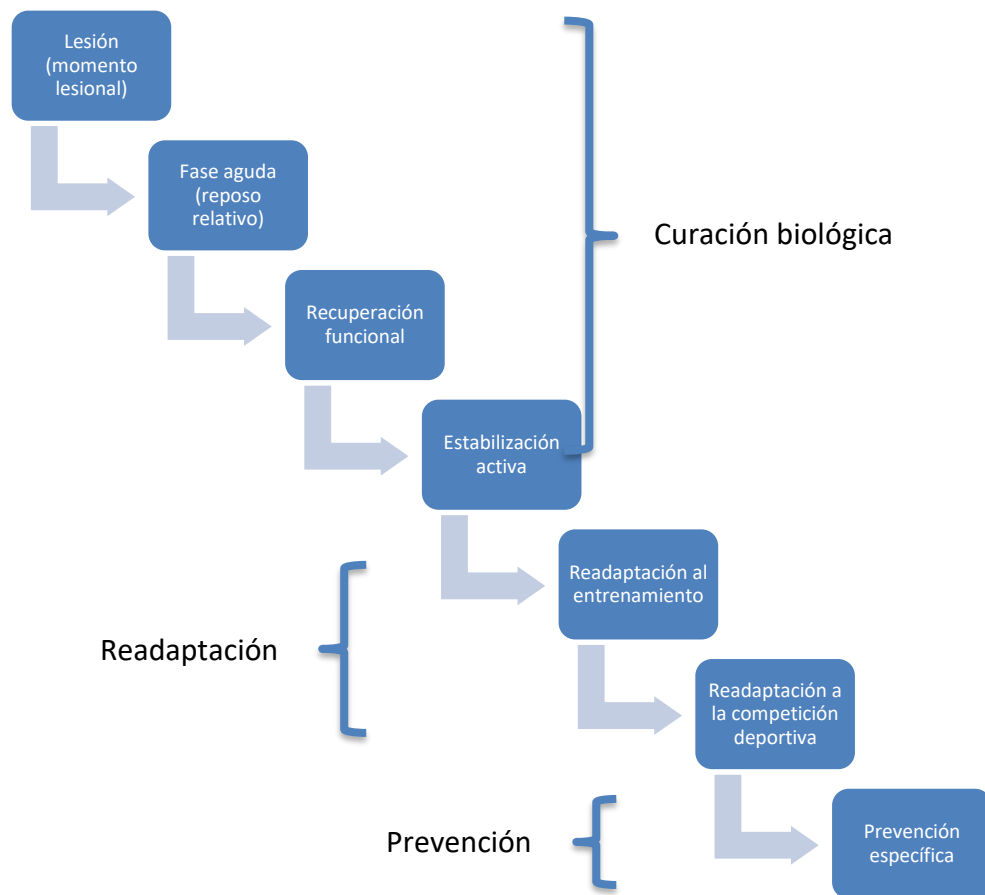 Lesión
(momento
lesional)
Fase aguda
(reposo
relativo)
Curación biológica
Recuperación
funcional
Estabilización
activa
Readaptación al
entrenamiento
Readaptación
Readaptación a
la competición
deportiva
Prevención
Prevención
específica